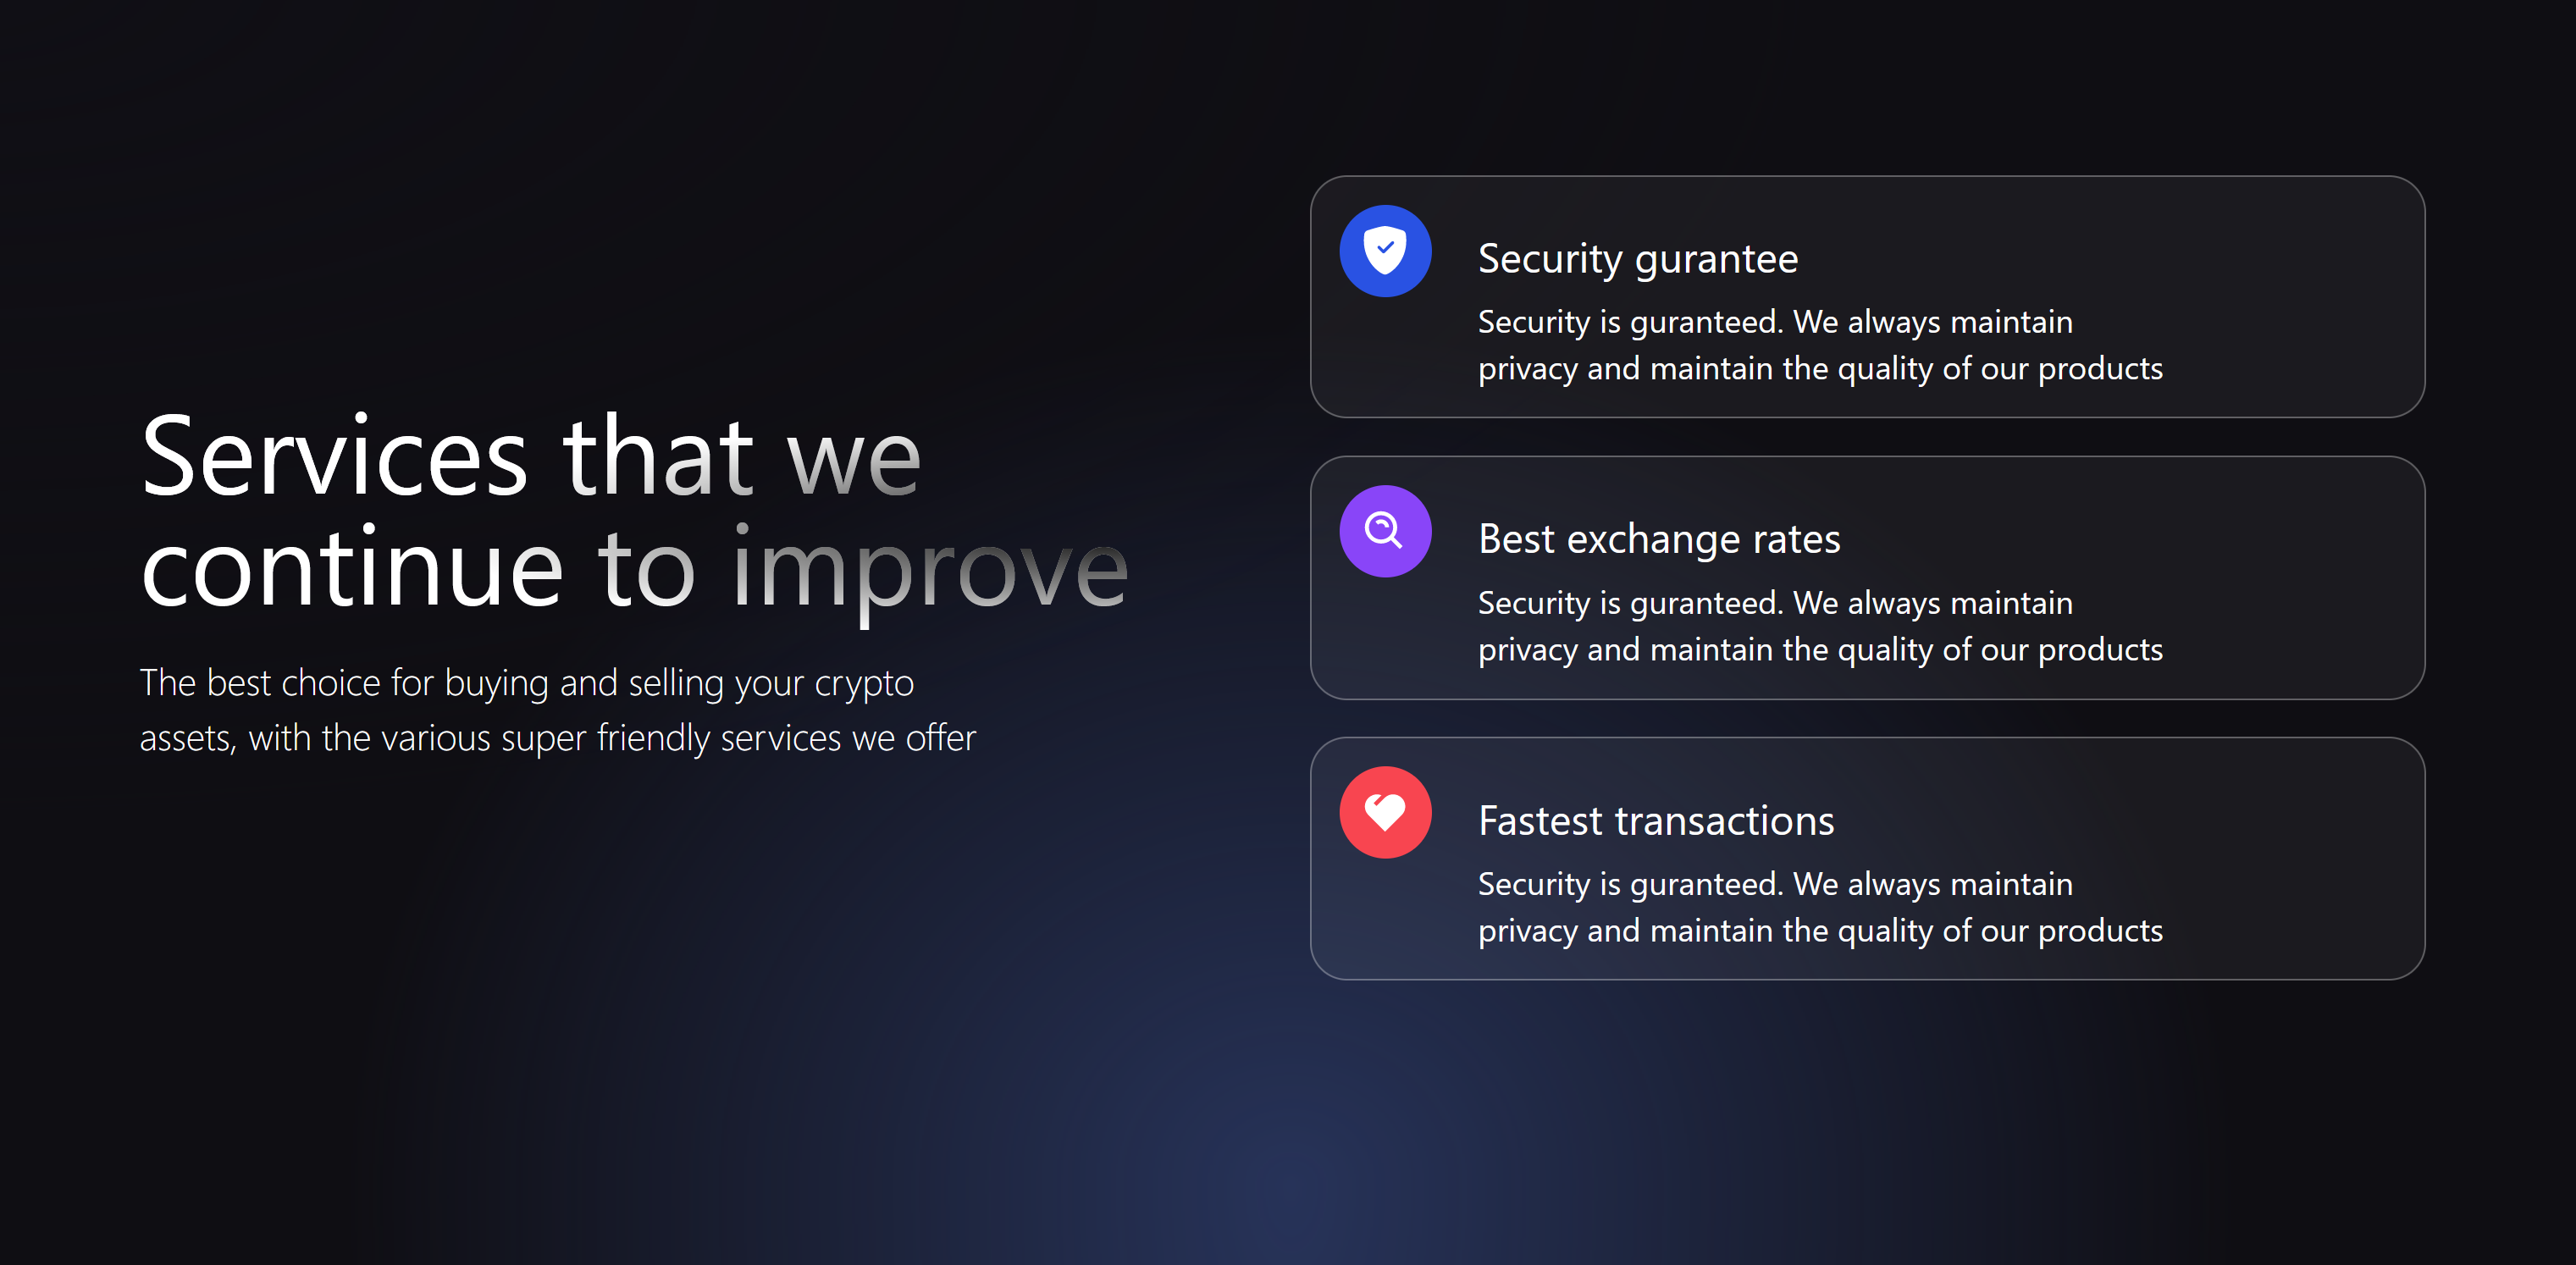 Services that we
continue to improve
The best choice for buying and selling your crypto
assets, with the various super friendly services we offer
Security gurantee
Security is guranteed. We always maintain
privacy and maintain the quality of our products
Best exchange rates
Security is guranteed. We always maintain
privacy and maintain the quality of our products
Fastest transactions
Security is guranteed. We always maintain
privacy and maintain the quality of our products